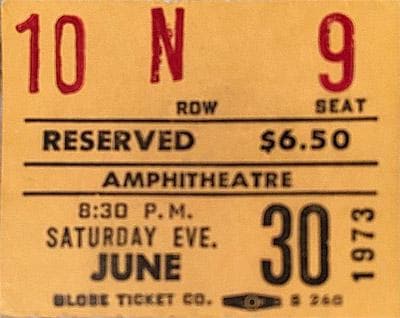 10 N 9
ROW SEAT
RESERVED $6.50
AMPHITHEATRE
8:30 P.M.
SATURDAY EVE.
JUNE 30 1973
GLOBE TICKET CO. S 260